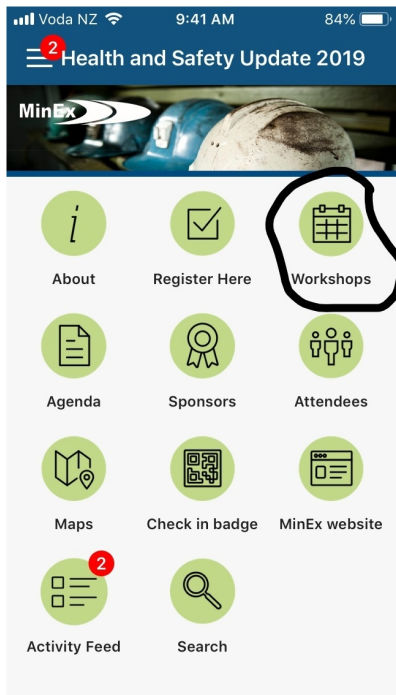 Voda NZ 9:41 AM 84%
2
Health and Safety Update 2019
MinEx
About Register Here Workshops
Agenda Sponsors Attendees
Maps Check in badge MinEx website
2
Activity Feed Search